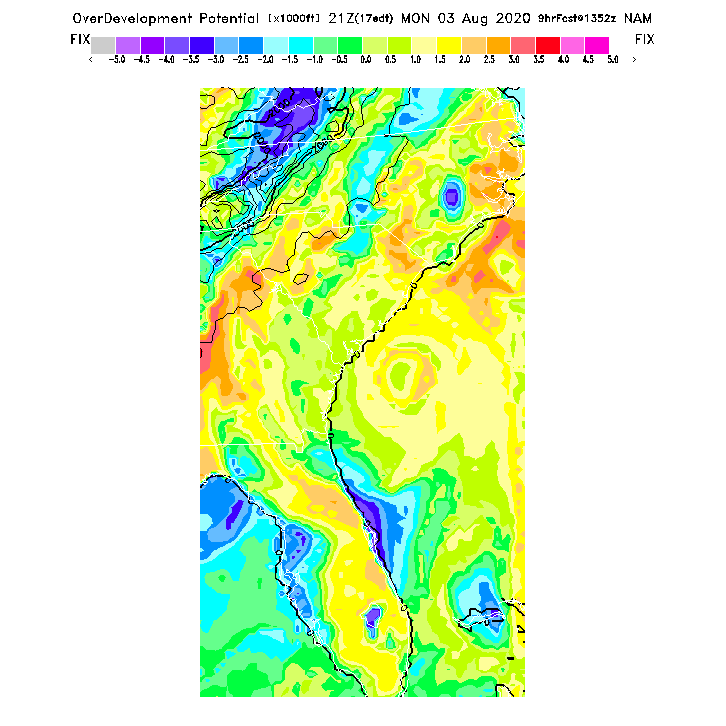 OverDevelopment Potential [x1000ft] 21Z(17edt) MON 03 Aug 2020 9hrFcst@1352z NAM
FIX FIX
< -5.0 -4.5 -4.0 -3.5 -3.0 -2.5 -2.0 -1.5 -1.0 -0.5 0.0 0.5 1.0 1.5 2.0 2.5 3.0 3.5 4.0 4.5 5.0 >